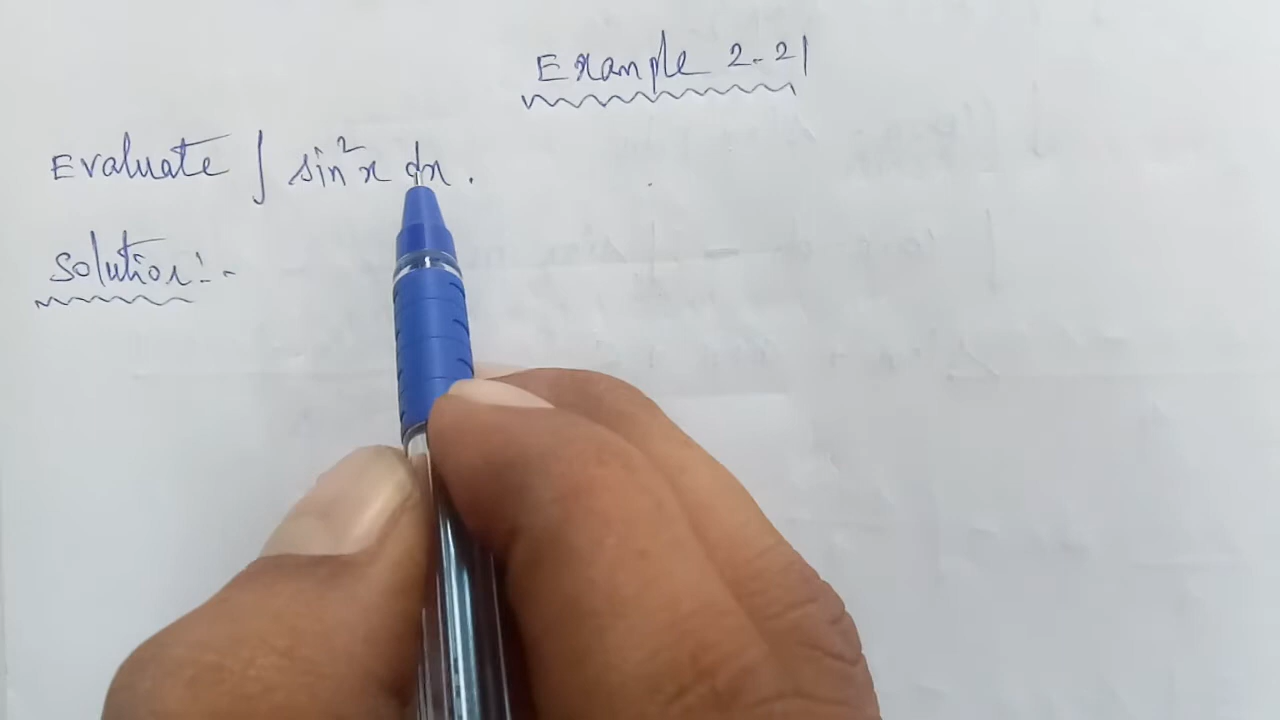 Example 2.21
Evaluate ∫ sin²x dx.
Solution:-